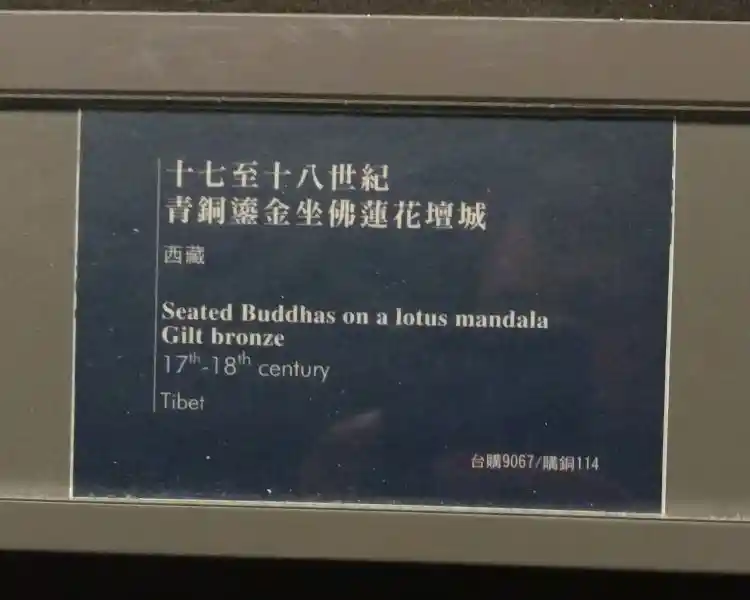 十七至十八世紀
青銅鎏金坐佛蓮花壇城
西藏
Seated Buddhas on a lotus mandala
Gilt bronze
17th-18th century
Tibet
台購9067/購銅114